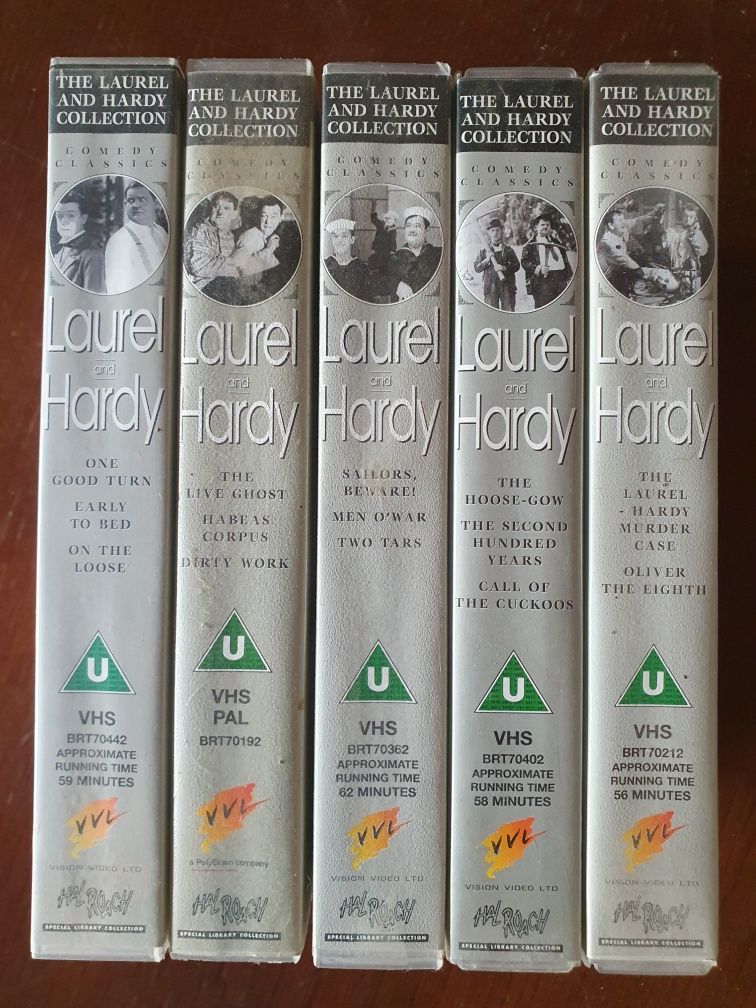 THE LAUREL
AND HARDY
COLLECTION
COMEDY
CLASSICS
Laurel
and
Hardy
ONE
GOOD TURN
EARLY
TO BED
ON THE
LOOSE
U
VHS
BRT70442
APPROXIMATE
RUNNING TIME
59 MINUTES
VVL
VISION VIDEO LTD
HAL ROACH
SPECIAL LIBRARY COLLECTION
THE LAUREL
AND HARDY
COLLECTION
COMEDY
CLASSICS
Laurel
and
Hardy
THE
LIVE GHOST
HABEAS
CORPUS
DIRTY WORK
U
VHS
PAL
BRT70192
VVL
a PolyGram company
HAL ROACH
SPECIAL LIBRARY COLLECTION
THE LAUREL
AND HARDY
COLLECTION
COMEDY
CLASSICS
Laurel
and
Hardy
SAILORS,
BEWARE!
MEN O'WAR
TWO TARS
U
VHS
BRT70362
APPROXIMATE
RUNNING TIME
62 MINUTES
VVL
VISION VIDEO LTD
HAL ROACH
SPECIAL LIBRARY COLLECTION
THE LAUREL
AND HARDY
COLLECTION
COMEDY
CLASSICS
Laurel
and
Hardy
THE
HOOSE-GOW
THE SECOND
HUNDRED
YEARS
CALL OF
THE CUCKOOS
U
VHS
BRT70402
APPROXIMATE
RUNNING TIME
58 MINUTES
VVL
VISION VIDEO LTD
HAL ROACH
SPECIAL LIBRARY COLLECTION
THE LAUREL
AND HARDY
COLLECTION
COMEDY
CLASSICS
Laurel
and
Hardy
THE
LAUREL
- HARDY
MURDER
CASE
OLIVER
THE EIGHTH
U
VHS
BRT70212
APPROXIMATE
RUNNING TIME
56 MINUTES
VVL
VISION VIDEO LTD
HAL ROACH
SPECIAL LIBRARY COLLECTION